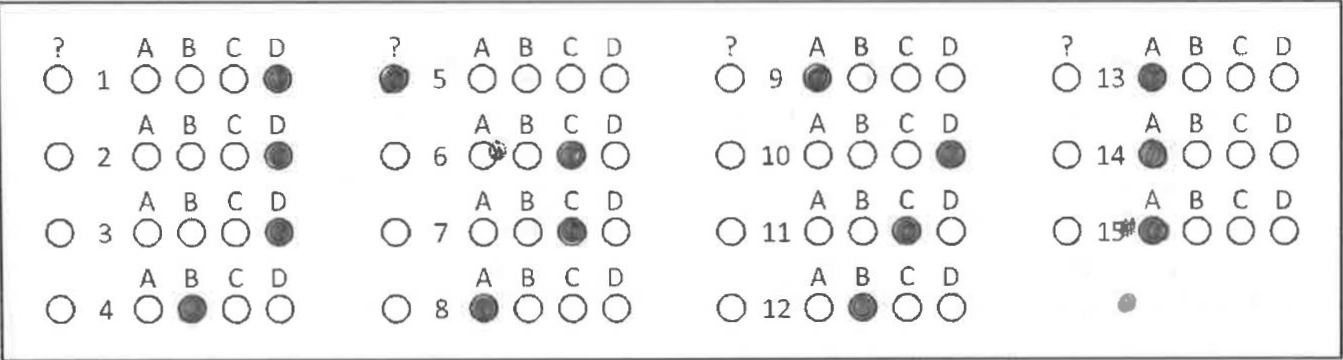 ? A B C D ? A B C D ? A B C D ? A B C D
1 5 9 13
A B C D A B C D A B C D A B C D
2 6 10 14
A B C D A B C D A B C D A B C D
3 7 11 15
A B C D A B C D A B C D
4 8 12